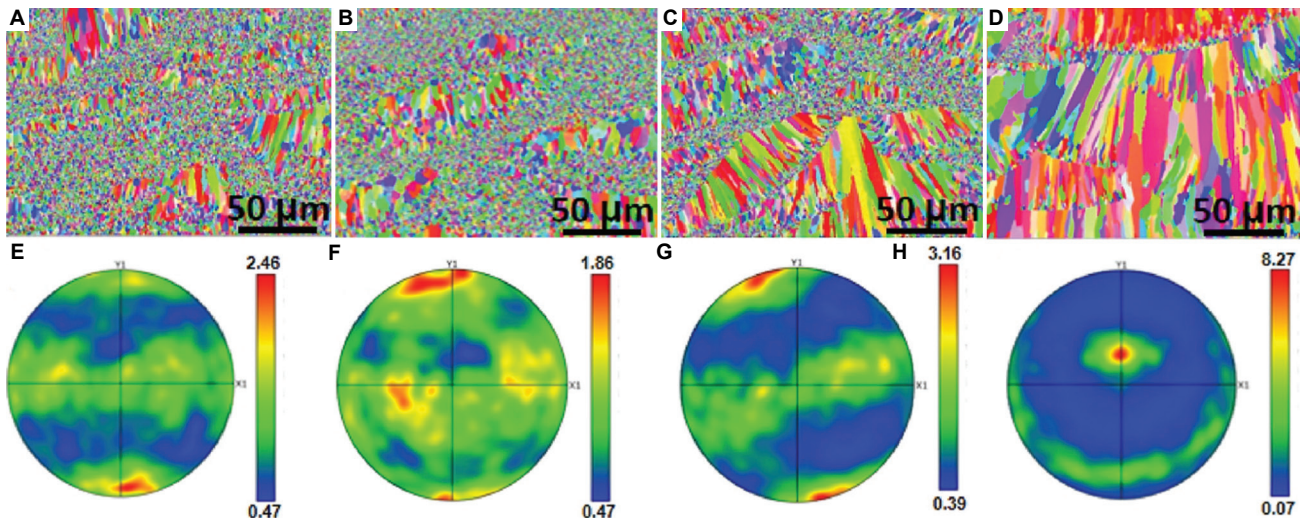 A B C D
50 µm 50 µm 50 µm 50 µm
E F G H
Y1 2.46 Y1 1.86 Y1 3.16 Y1 8.27
X1 X1 X1 X1
0.47 0.47 0.39 0.07